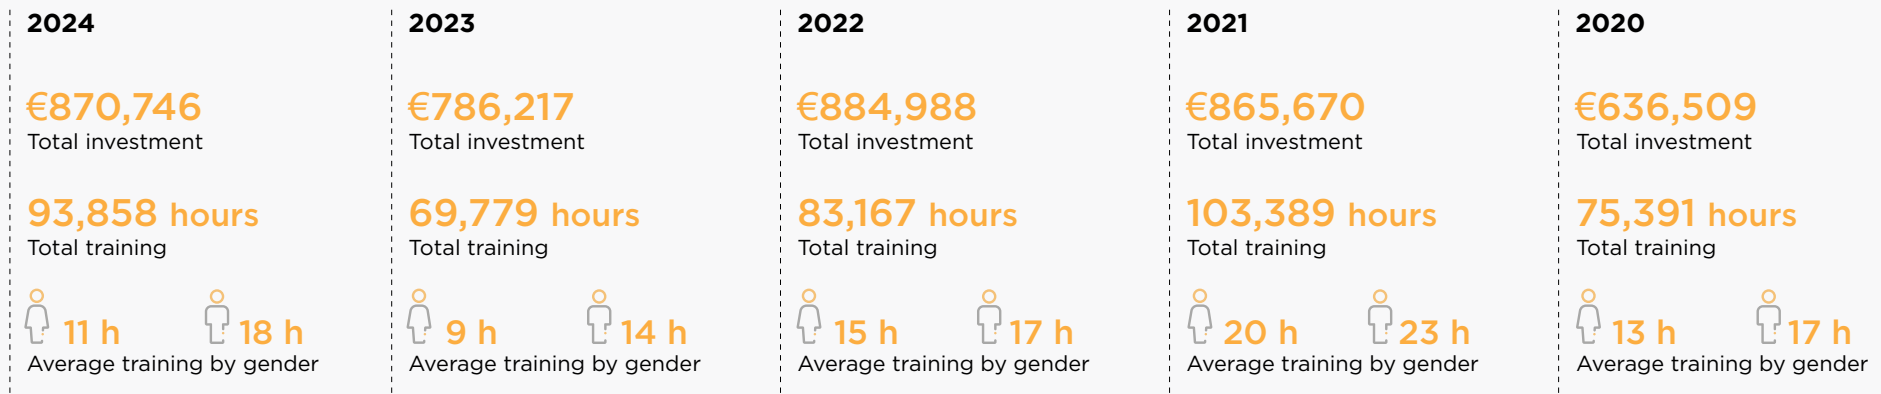 2024
€870,746
Total investment
93,858 hours
Total training
11 h 18 h
Average training by gender
2023
€786,217
Total investment
69,779 hours
Total training
9 h 14 h
Average training by gender
2022
€884,988
Total investment
83,167 hours
Total training
15 h 17 h
Average training by gender
2021
€865,670
Total investment
103,389 hours
Total training
20 h 23 h
Average training by gender
2020
€636,509
Total investment
75,391 hours
Total training
13 h 17 h
Average training by gender